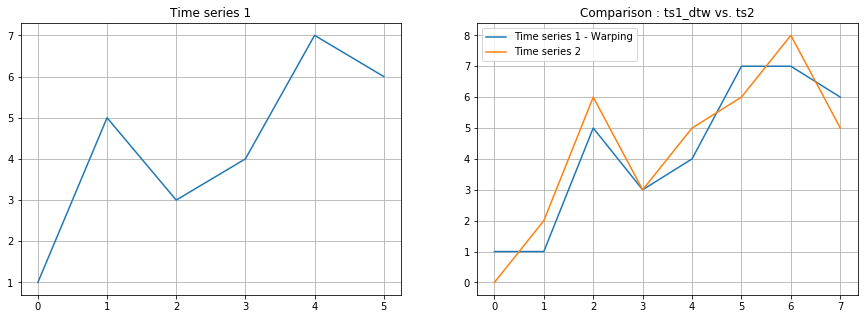 Time series 1
7
6
5
4
3
2
1
0 1 2 3 4 5
Comparison : ts1_dtw vs. ts2
Time series 1 - Warping
Time series 2
8
7
6
5
4
3
2
1
0
0 1 2 3 4 5 6 7